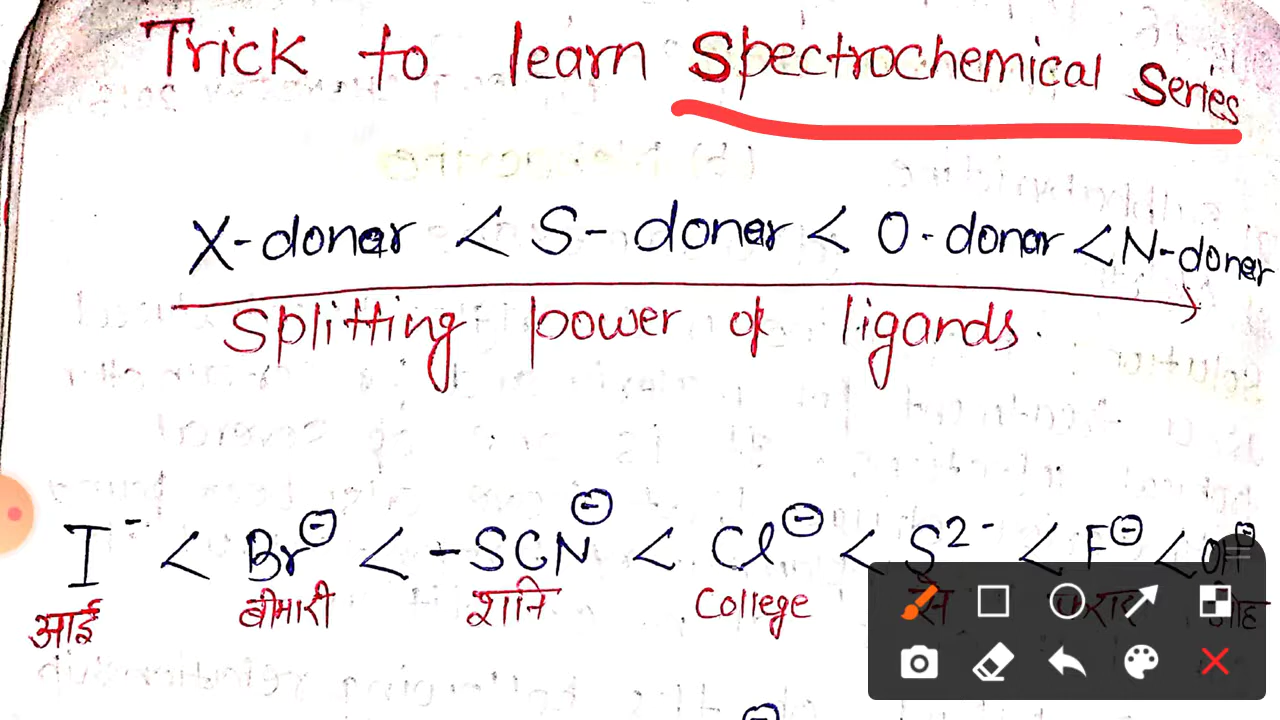 Trick to learn Spectrochemical Series
X-donar < S- donar < O-donar < N-donar
Splitting power of ligands.
I⁻ < Br⊖ < -SCN⊖ < Cl⊖ < S²⁻ < F⊖ < OH⊖
आई बीमारी शनि College